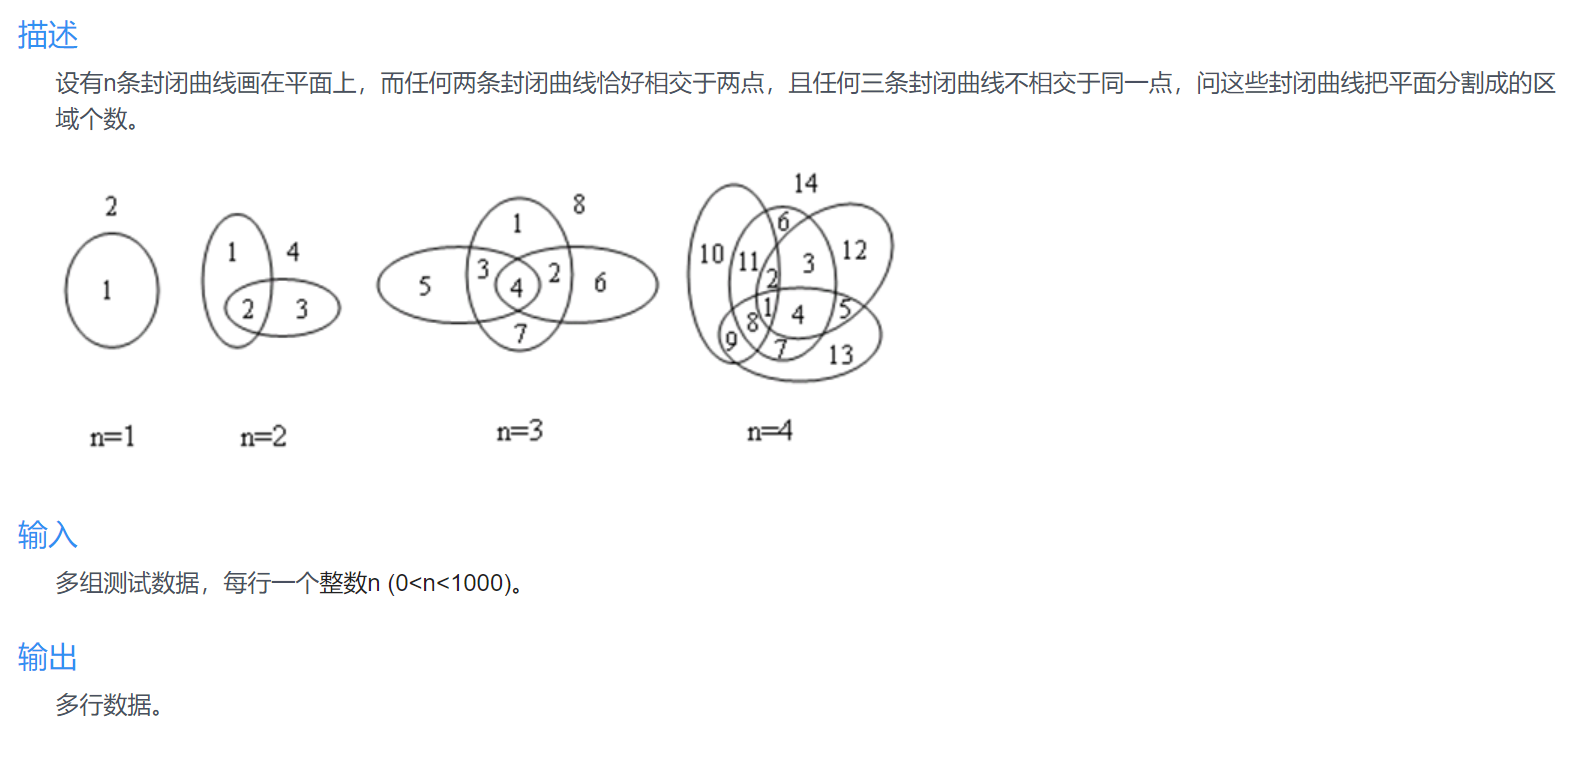 描述
设有n条封闭曲线画在平面上，而任何两条封闭曲线恰好相交于两点，且任何三条封闭曲线不相交于同一点，问这些封闭曲线把平面分割成的区
域个数。
2
1
n=1
1 4
2 3
n=2
8
1
5 3 4 2 6
7
n=3
14
6
10 11 3 12
2
1 4 5
8
9 7 13
n=4
输入
多组测试数据，每行一个整数n (0<n<1000)。
输出
多行数据。